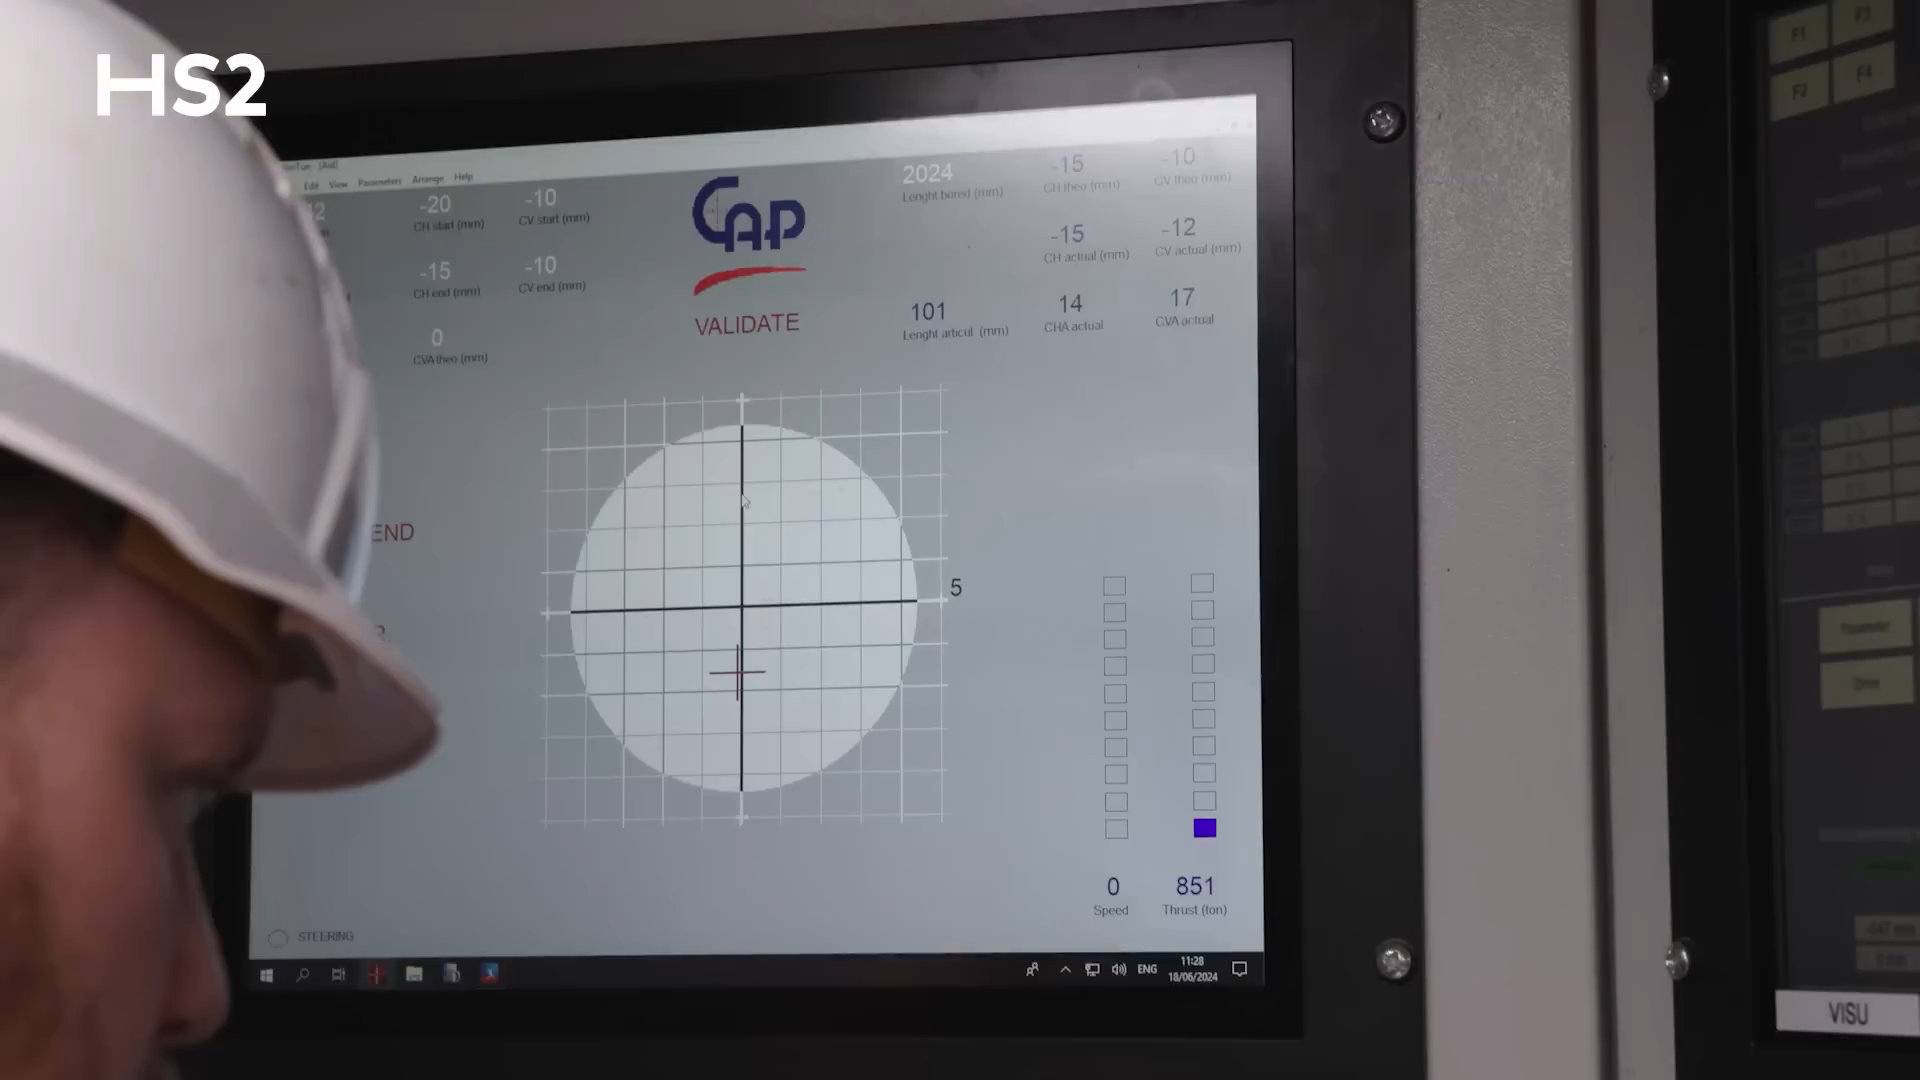 HS2
Edit View Parameters Arrange Help
-20
CH start (mm)
-10
CV start (mm)
-15
CH end (mm)
-10
CV end (mm)
0
CVA theo (mm)
CAP
VALIDATE
2024
Lenght bored (mm)
-15
CH theo (mm)
-10
CV theo (mm)
-15
CH actual (mm)
-12
CV actual (mm)
101
Lenght articul (mm)
14
CHA actual
17
CVA actual
END
5
0
Speed
851
Thrust (ton)
STEERING
ENG
11:28
18/06/2024
F1 F3
F2 F4
VISU